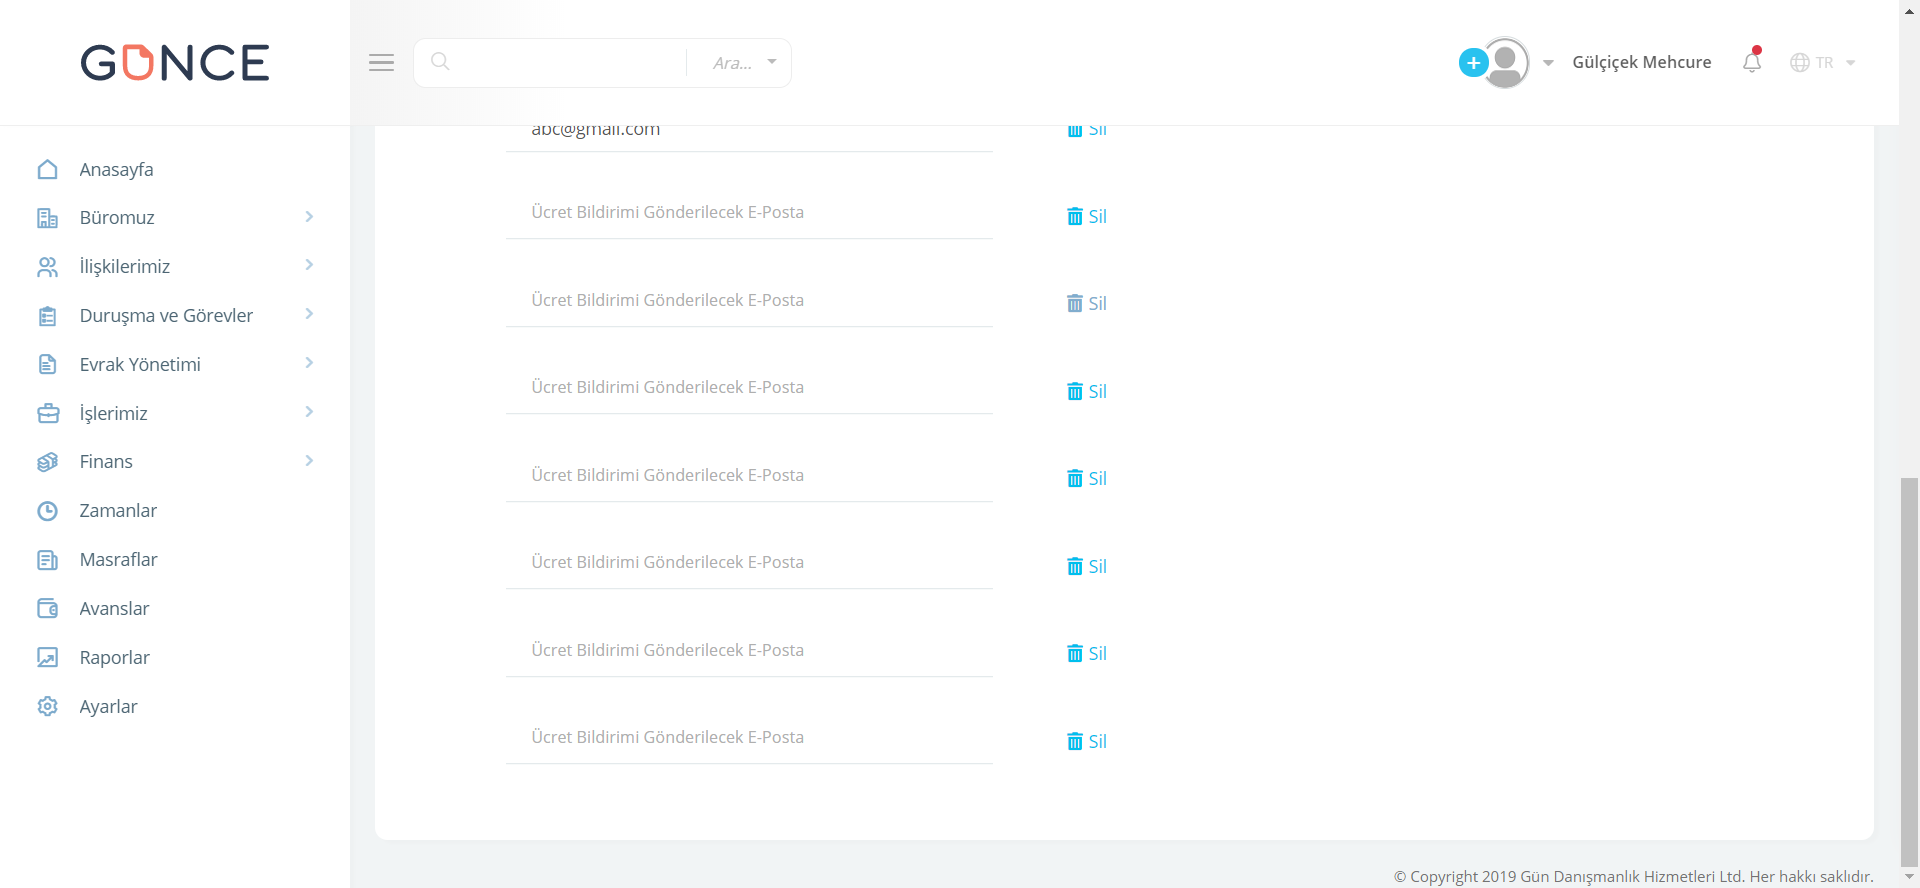 GÜNCE
Ara...
Gülçiçek Mehcure
TR
Anasayfa
Büromuz
İlişkilerimiz
Duruşma ve Görevler
Evrak Yönetimi
İşlerimiz
Finans
Zamanlar
Masraflar
Avanslar
Raporlar
Ayarlar
abc@gmail.com Sil
Ücret Bildirimi Gönderilecek E-Posta Sil
Ücret Bildirimi Gönderilecek E-Posta Sil
Ücret Bildirimi Gönderilecek E-Posta Sil
Ücret Bildirimi Gönderilecek E-Posta Sil
Ücret Bildirimi Gönderilecek E-Posta Sil
Ücret Bildirimi Gönderilecek E-Posta Sil
Ücret Bildirimi Gönderilecek E-Posta Sil
© Copyright 2019 Gün Danışmanlık Hizmetleri Ltd. Her hakkı saklıdır.